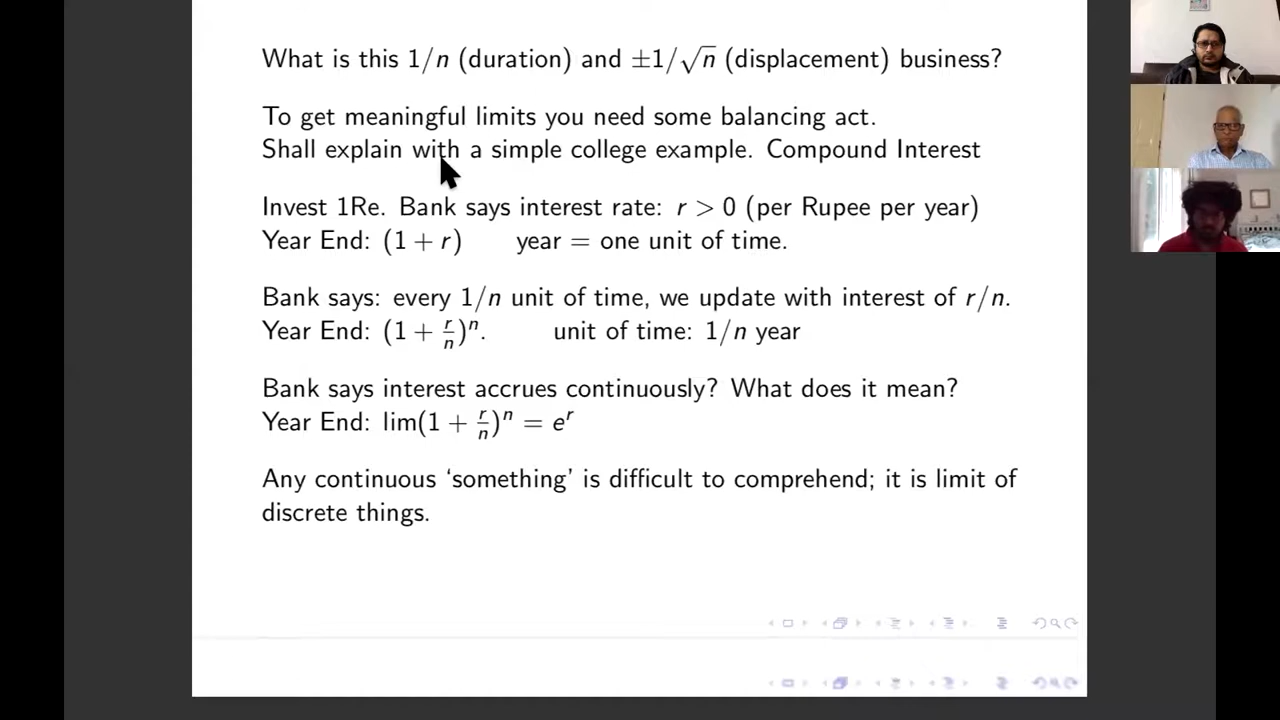 What is this 1/n (duration) and ±1/√n (displacement) business?
To get meaningful limits you need some balancing act.
Shall explain with a simple college example. Compound Interest
Invest 1Re. Bank says interest rate: r > 0 (per Rupee per year)
Year End: (1 + r) year = one unit of time.
Bank says: every 1/n unit of time, we update with interest of r/n.
Year End: (1 + r/n)ⁿ. unit of time: 1/n year
Bank says interest accrues continuously? What does it mean?
Year End: lim(1 + r/n)ⁿ = eʳ
Any continuous ‘something’ is difficult to comprehend; it is limit of
discrete things.